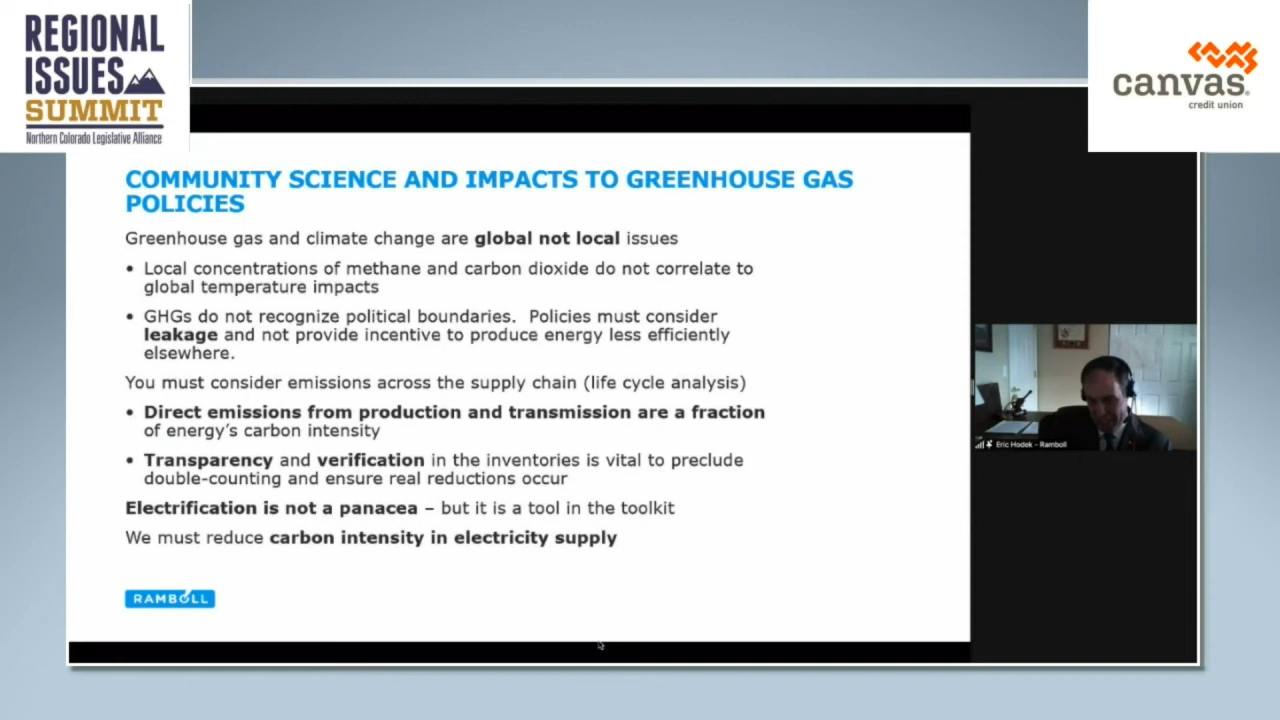 REGIONAL
ISSUES
SUMMIT
Northern Colorado Legislative Alliance
canvas®
credit union
COMMUNITY SCIENCE AND IMPACTS TO GREENHOUSE GAS
POLICIES
Greenhouse gas and climate change are global not local issues
• Local concentrations of methane and carbon dioxide do not correlate to
global temperature impacts
• GHGs do not recognize political boundaries.  Policies must consider
leakage and not provide incentive to produce energy less efficiently
elsewhere.
You must consider emissions across the supply chain (life cycle analysis)
• Direct emissions from production and transmission are a fraction
of energy's carbon intensity
• Transparency and verification in the inventories is vital to preclude
double-counting and ensure real reductions occur
Electrification is not a panacea – but it is a tool in the toolkit
We must reduce carbon intensity in electricity supply
RAMBOLL
Eric Hodek - Ramboll